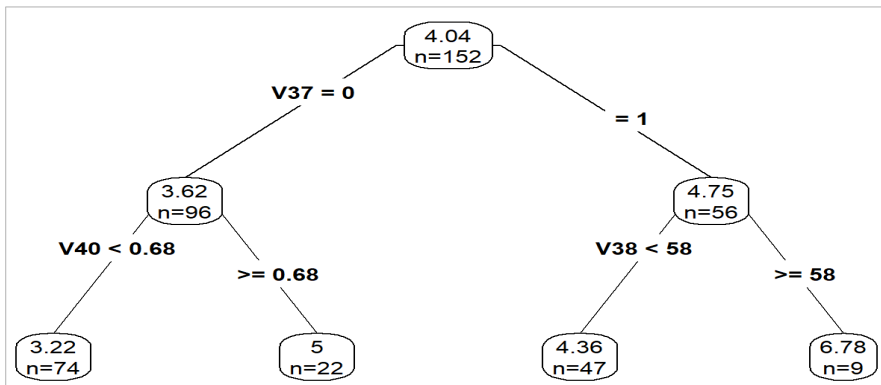 4.04
n=152
V37 = 0
= 1
3.62
n=96
4.75
n=56
V40 < 0.68
>= 0.68
V38 < 58
>= 58
3.22
n=74
5
n=22
4.36
n=47
6.78
n=9